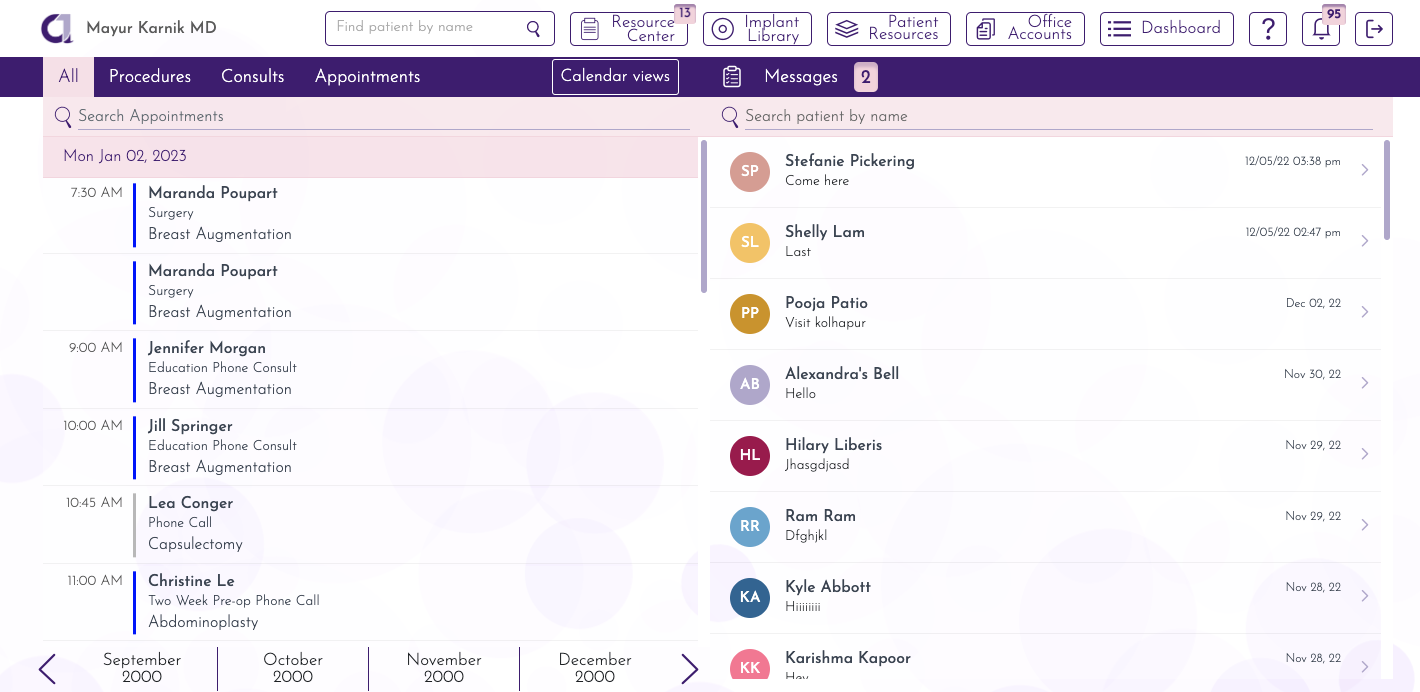 Mayur Karnik MD
Find patient by name
Resource Center
13
Implant Library
Patient Resources
Office Accounts
Dashboard
?
95
All
Procedures
Consults
Appointments
Calendar views
Messages
2
Search Appointments
Mon Jan 02, 2023
7:30 AM
Maranda Poupart
Surgery
Breast Augmentation
Maranda Poupart
Surgery
Breast Augmentation
9:00 AM
Jennifer Morgan
Education Phone Consult
Breast Augmentation
10:00 AM
Jill Springer
Education Phone Consult
Breast Augmentation
10:45 AM
Lea Conger
Phone Call
Capsulectomy
11:00 AM
Christine Le
Two Week Pre-op Phone Call
Abdominoplasty
September 2000
October 2000
November 2000
December 2000
Search patient by name
SP
Stefanie Pickering
12/05/22 03:38 pm
Come here
SL
Shelly Lam
12/05/22 02:47 pm
Last
PP
Pooja Patio
Dec 02, 22
Visit kolhapur
AB
Alexandra's Bell
Nov 30, 22
Hello
HL
Hilary Liberis
Nov 29, 22
Jhasgdjasd
RR
Ram Ram
Nov 29, 22
Dfghjkl
KA
Kyle Abbott
Nov 28, 22
Hiiiiiiii
KK
Karishma Kapoor
Nov 28, 22
Hey